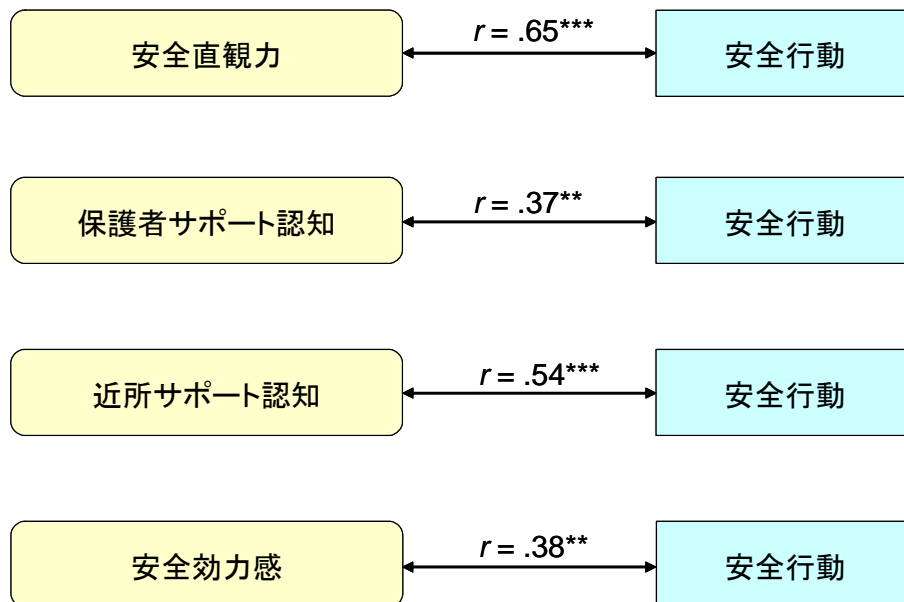 安全直観力
r = .65***
安全行動
保護者サポート認知
r = .37**
安全行動
近所サポート認知
r = .54***
安全行動
安全効力感
r = .38**
安全行動